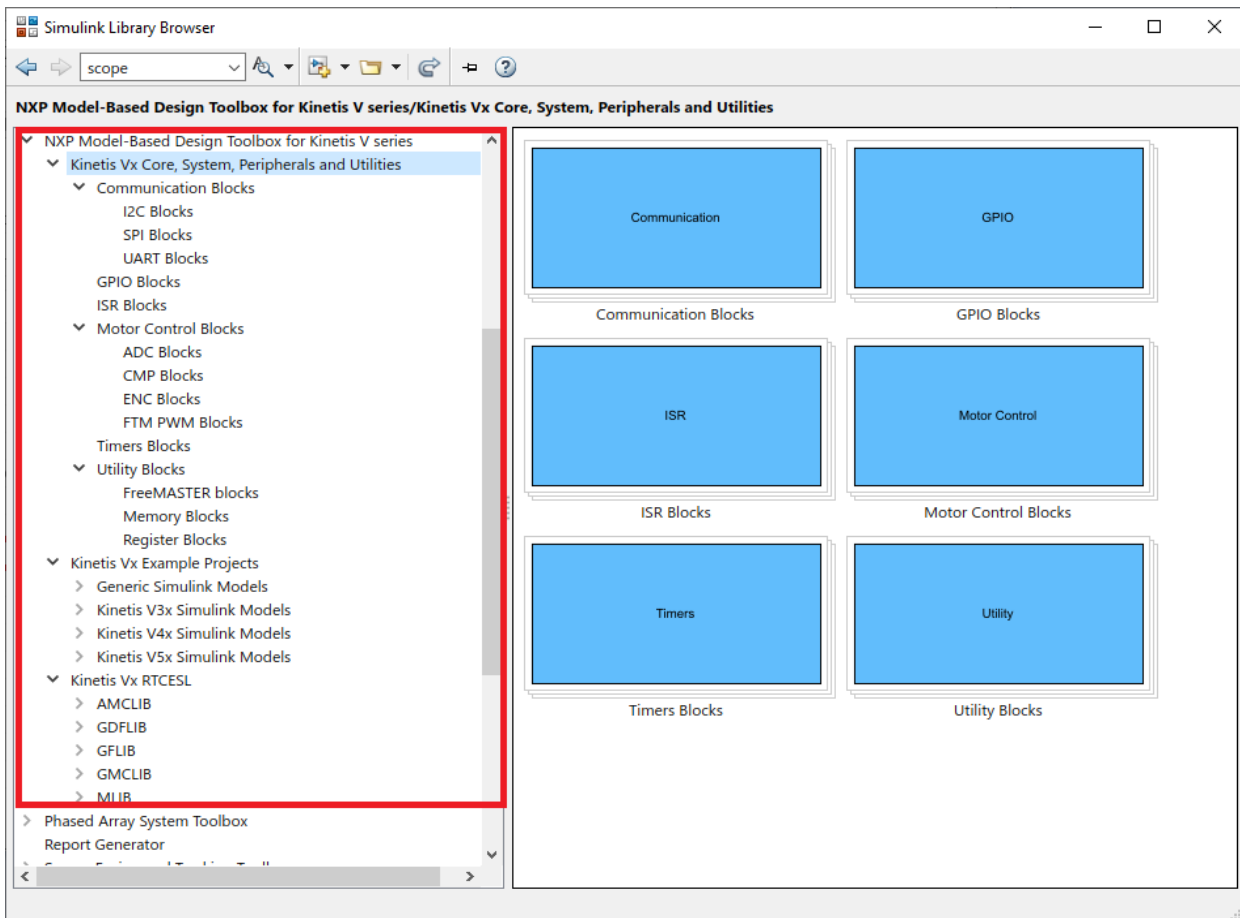 Simulink Library Browser
scope
NXP Model-Based Design Toolbox for Kinetis V series/Kinetis Vx Core, System, Peripherals and Utilities
NXP Model-Based Design Toolbox for Kinetis V series
Kinetis Vx Core, System, Peripherals and Utilities
Communication Blocks
I2C Blocks
SPI Blocks
UART Blocks
GPIO Blocks
ISR Blocks
Motor Control Blocks
ADC Blocks
CMP Blocks
ENC Blocks
FTM PWM Blocks
Timers Blocks
Utility Blocks
FreeMASTER blocks
Memory Blocks
Register Blocks
Kinetis Vx Example Projects
Generic Simulink Models
Kinetis V3x Simulink Models
Kinetis V4x Simulink Models
Kinetis V5x Simulink Models
Kinetis Vx RTCESL
AMCLIB
GDFLIB
GFLIB
GMCLIB
MLIB
Phased Array System Toolbox
Report Generator
Communication
GPIO
Communication Blocks
GPIO Blocks
ISR
Motor Control
ISR Blocks
Motor Control Blocks
Timers
Utility
Timers Blocks
Utility Blocks